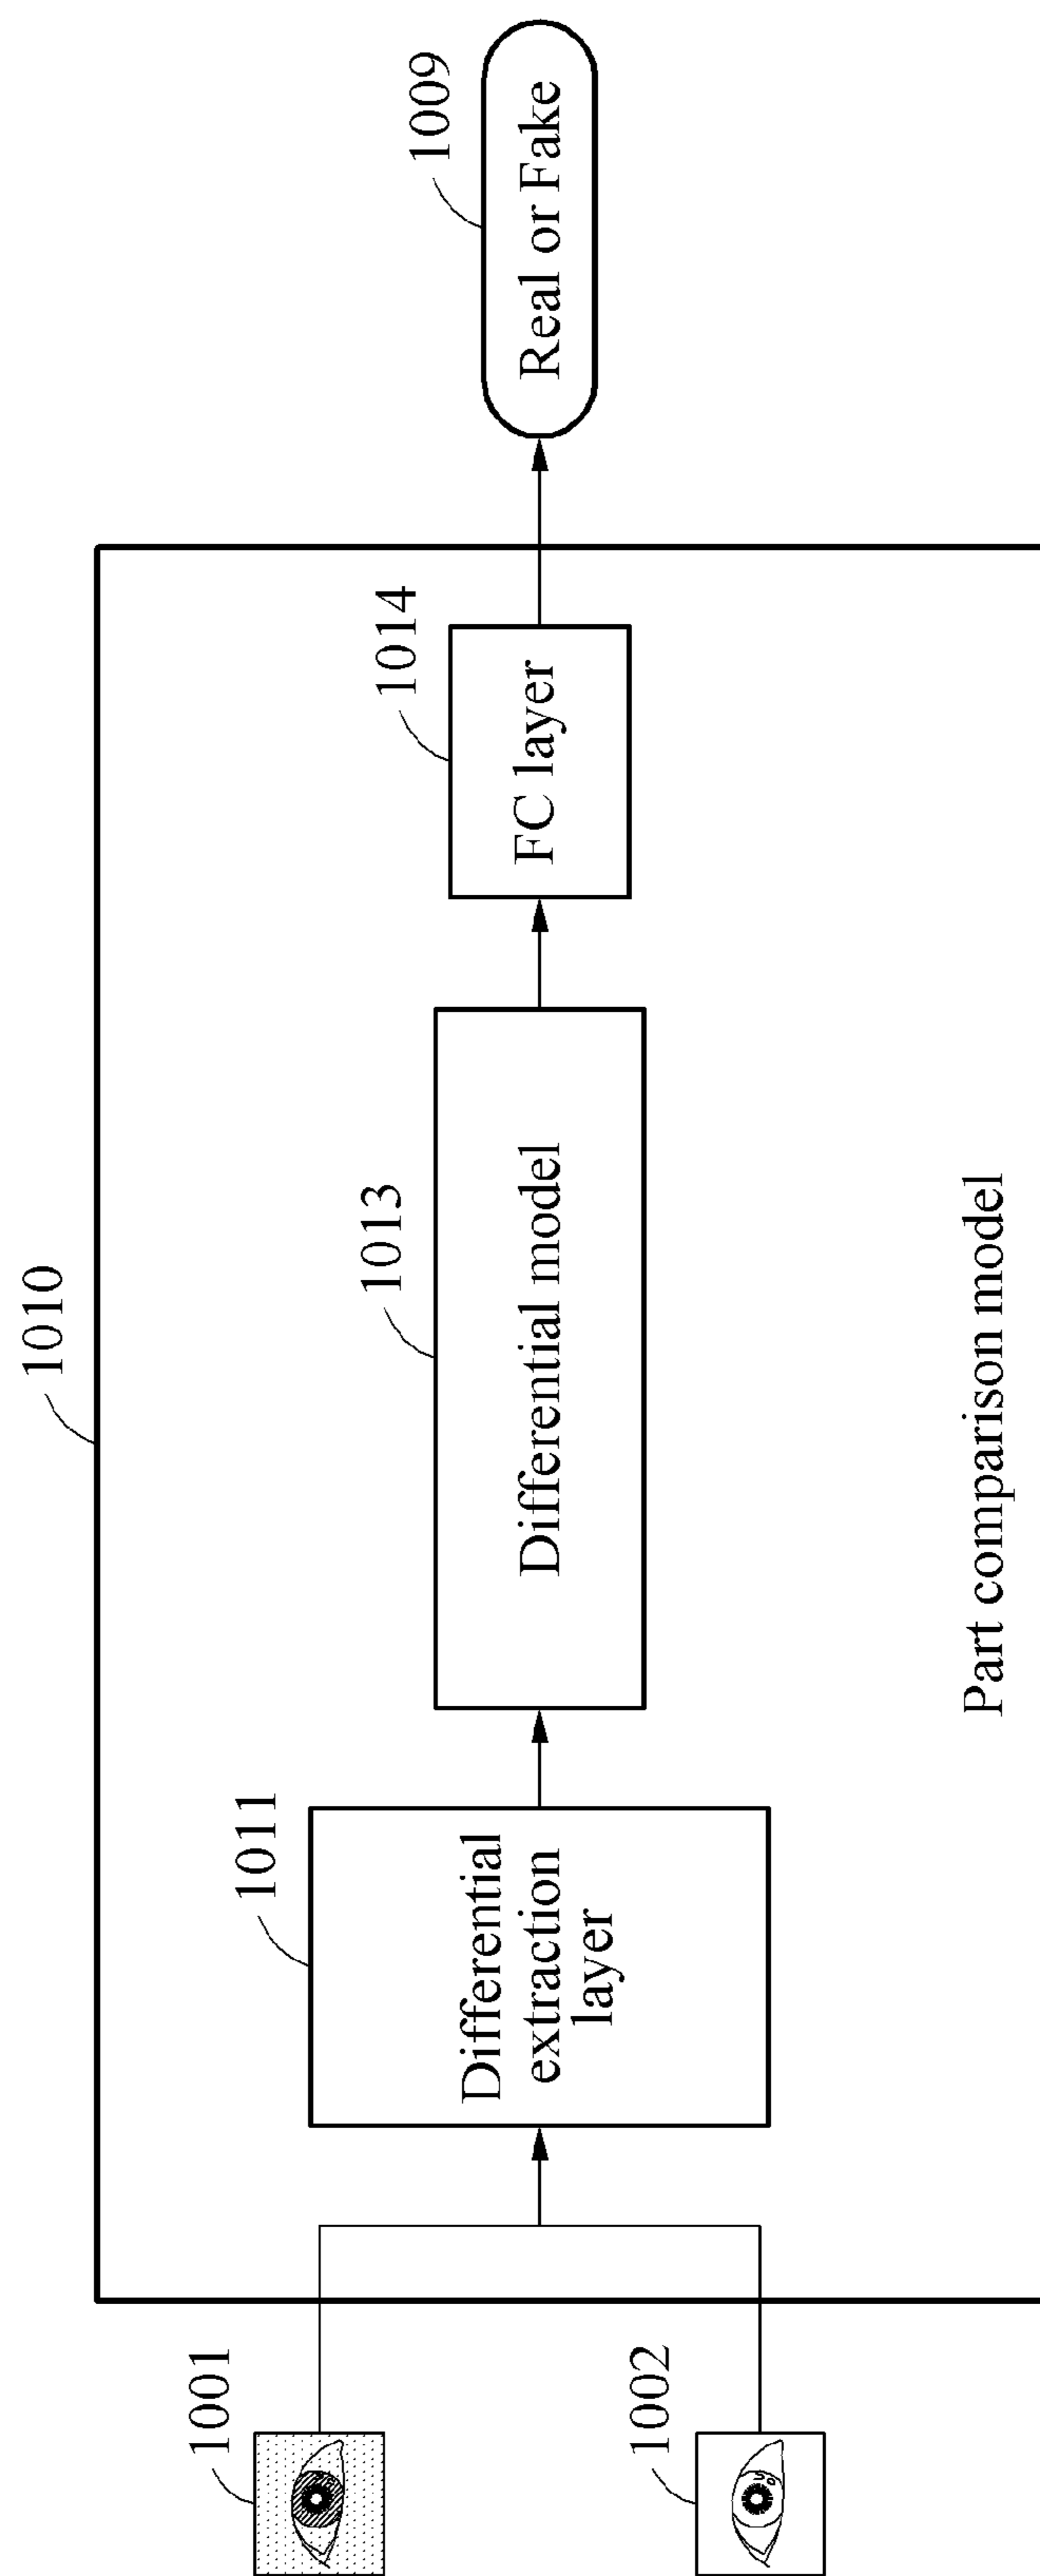 1010
1001
1002
1011
Differential
extraction
layer
1013
Differential model
1014
FC layer
1009
Real or Fake
Part comparison model